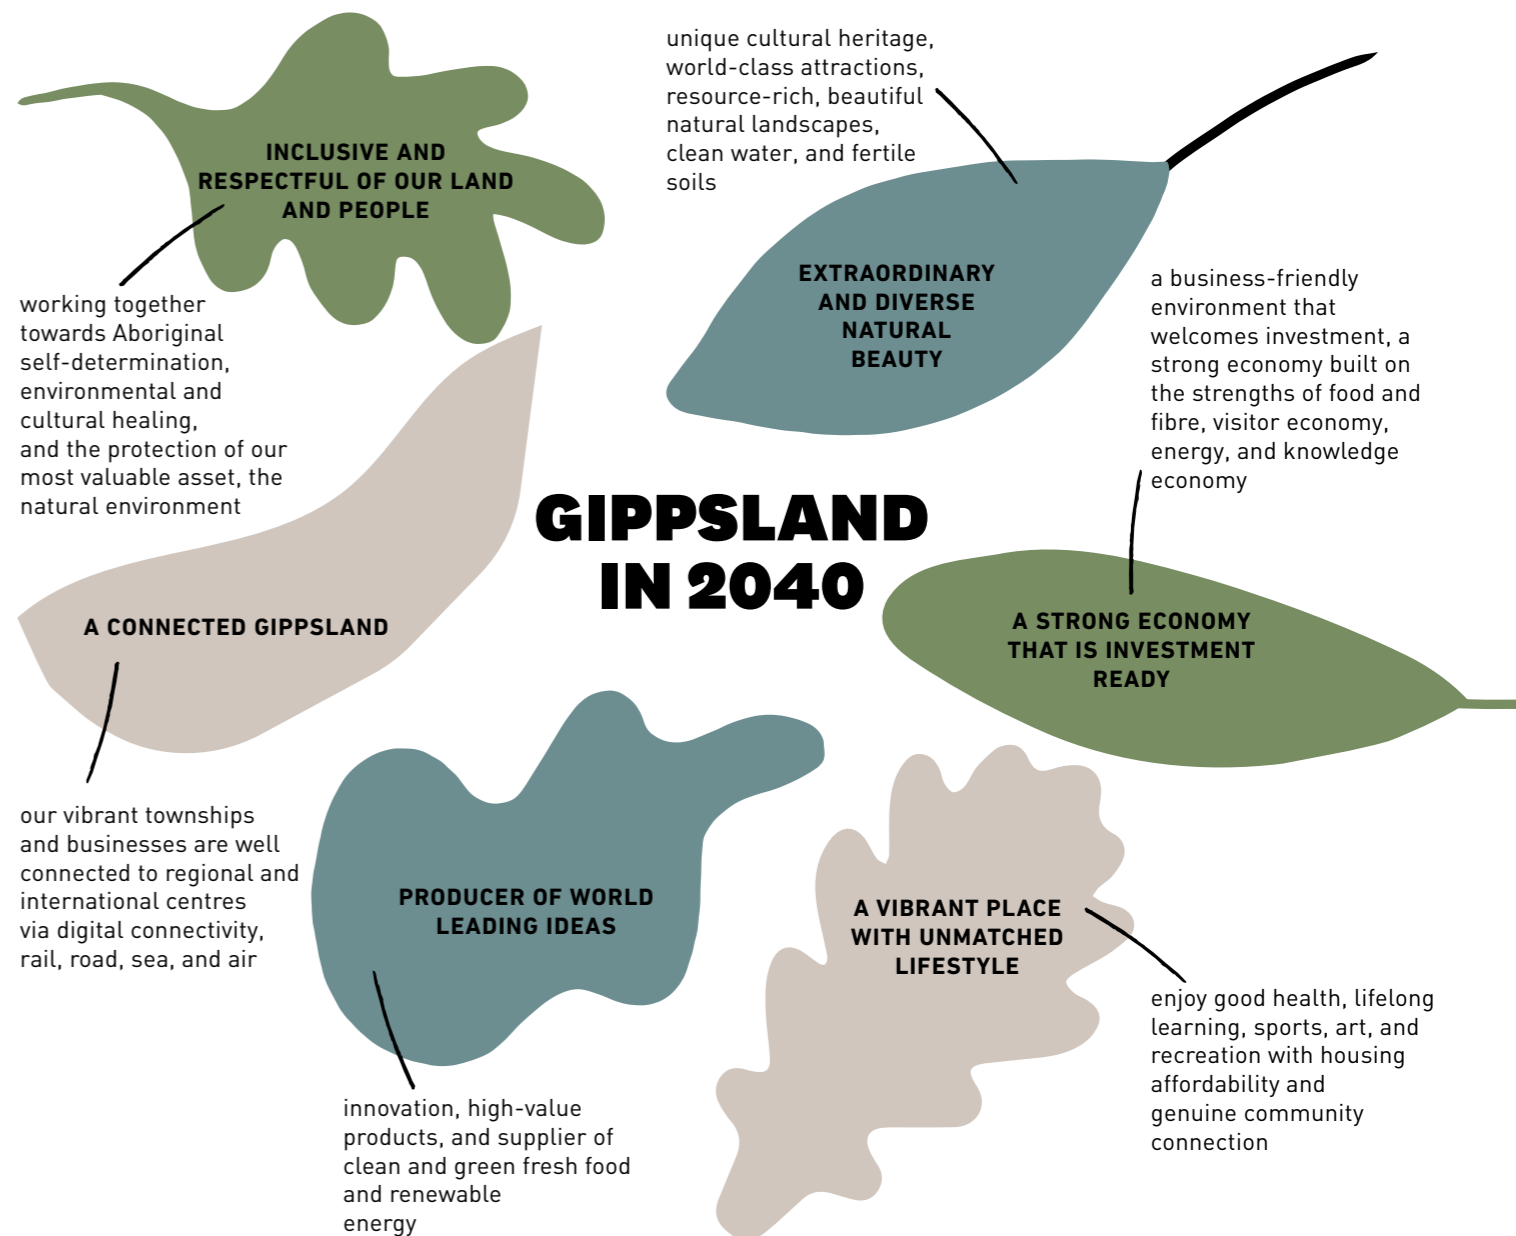 INCLUSIVE AND
RESPECTFUL OF OUR LAND
AND PEOPLE
working together
towards Aboriginal
self-determination,
environmental and
cultural healing,
and the protection of our
most valuable asset, the
natural environment
unique cultural heritage,
world-class attractions,
resource-rich, beautiful
natural landscapes,
clean water, and fertile
soils
EXTRAORDINARY
AND DIVERSE
NATURAL
BEAUTY
a business-friendly
environment that
welcomes investment, a
strong economy built on
the strengths of food and
fibre, visitor economy,
energy, and knowledge
economy
GIPPSLAND
IN 2040
A STRONG ECONOMY
THAT IS INVESTMENT
READY
A CONNECTED GIPPSLAND
our vibrant townships
and businesses are well
connected to regional and
international centres
via digital connectivity,
rail, road, sea, and air
PRODUCER OF WORLD
LEADING IDEAS
innovation, high-value
products, and supplier of
clean and green fresh food
and renewable
energy
A VIBRANT PLACE
WITH UNMATCHED
LIFESTYLE
enjoy good health, lifelong
learning, sports, art, and
recreation with housing
affordability and
genuine community
connection